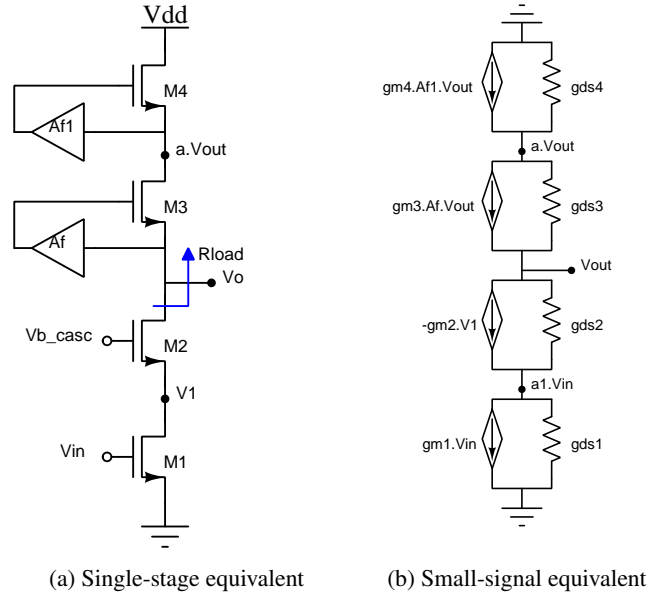 Vdd
M4
Af1
a.Vout
M3
Af
Rload
Vo
Vb_casc
M2
V1
Vin
M1
(a) Single-stage equivalent
gm4.Af1.Vout
gds4
a.Vout
gm3.Af.Vout
gds3
Vout
-gm2.V1
gds2
a1.Vin
gm1.Vin
gds1
(b) Small-signal equivalent